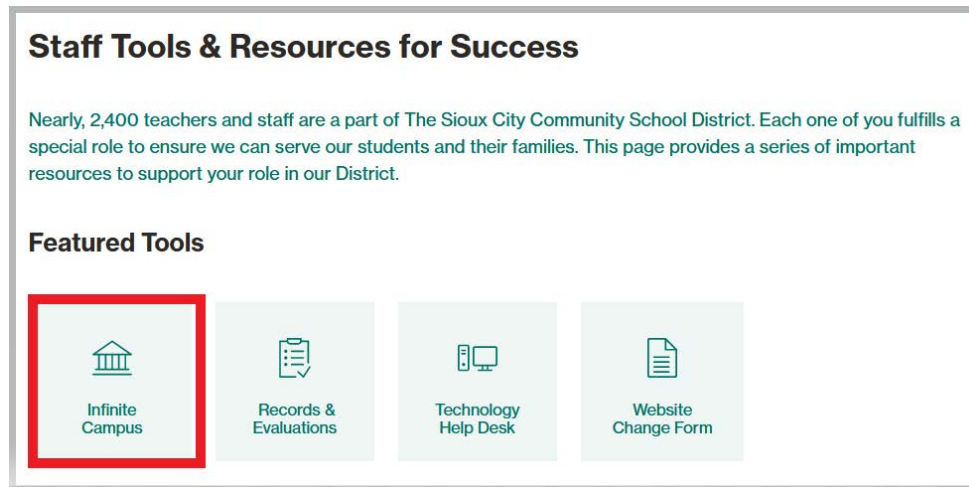 Staff Tools & Resources for Success
Nearly, 2,400 teachers and staff are a part of The Sioux City Community School District. Each one of you fulfills a
special role to ensure we can serve our students and their families. This page provides a series of important
resources to support your role in our District.
Featured Tools
Infinite
Campus
Records &
Evaluations
Technology
Help Desk
Website
Change Form